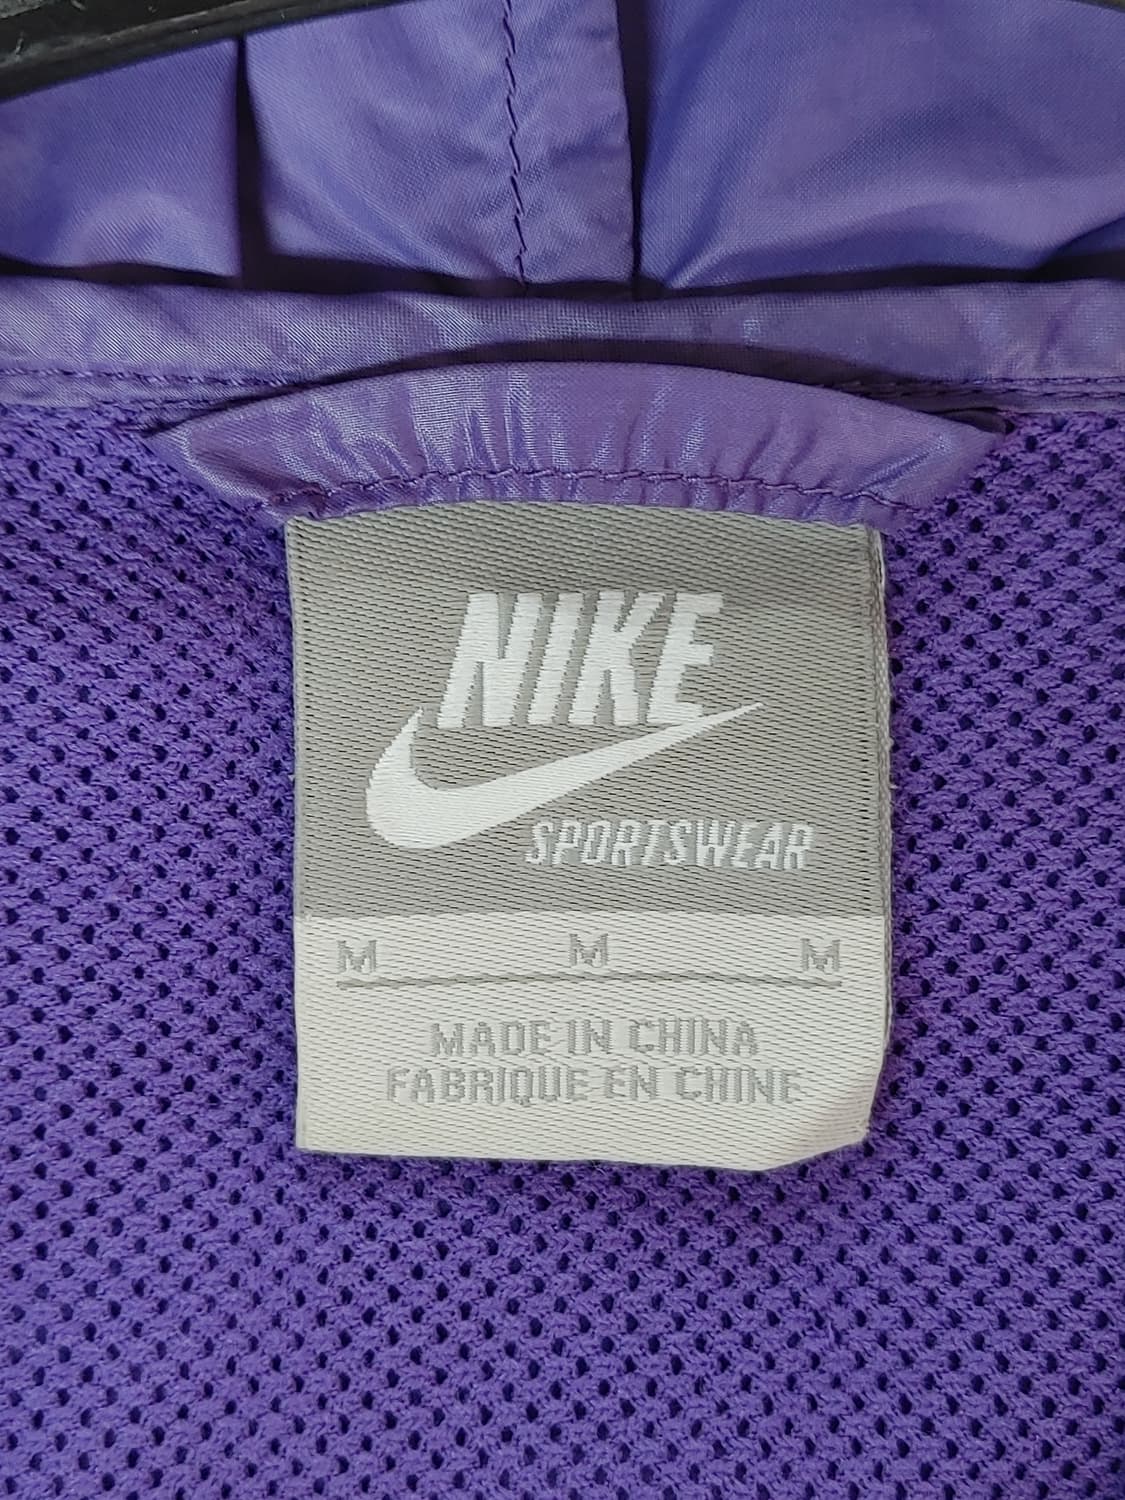 NIKE
SPORTSWEAR
M M M
MADE IN CHINA
FABRIQUE EN CHINE